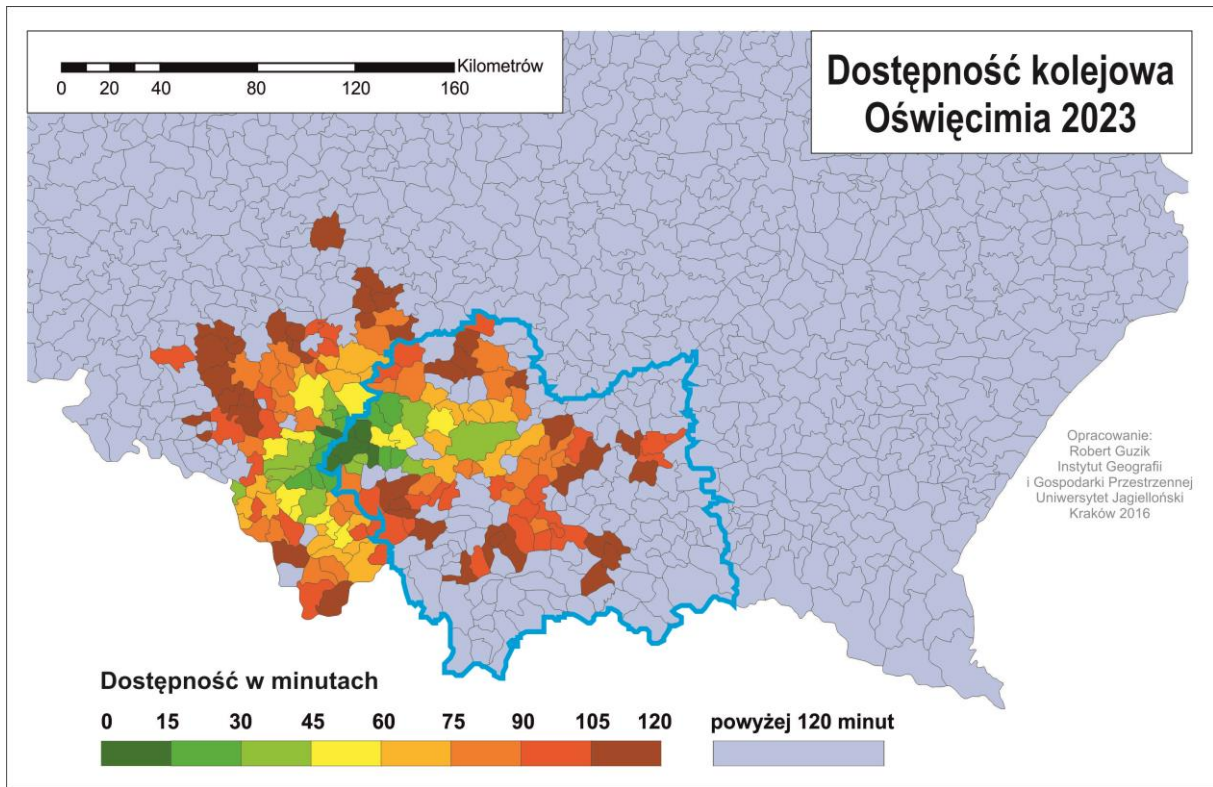 Kilometrów
0 20 40 80 120 160
Dostępność kolejowa
Oświęcimia 2023
Opracowanie:
Robert Guzik
Instytut Geografii
i Gospodarki Przestrzennej
Uniwersytet Jagielloński
Kraków 2016
Dostępność w minutach
0 15 30 45 60 75 90 105 120 powyżej 120 minut